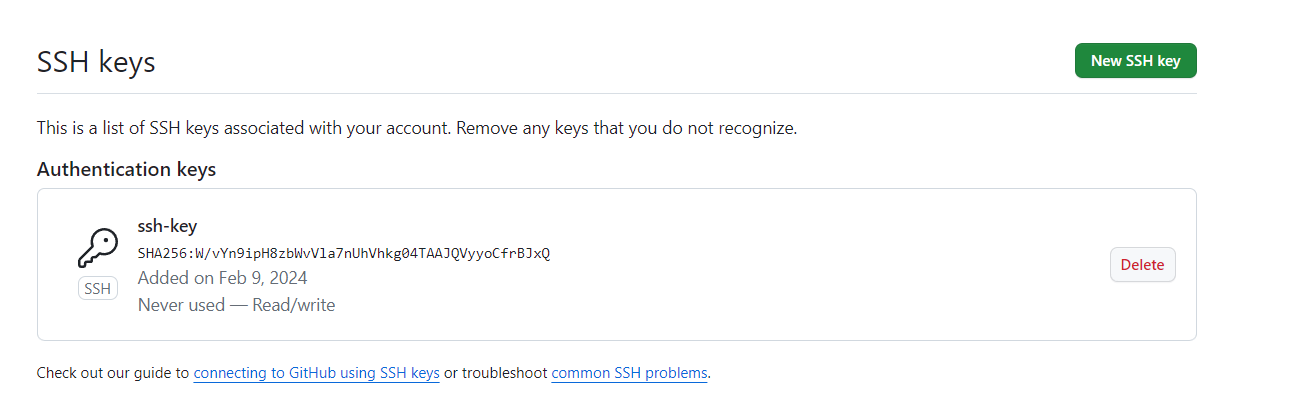 SSH keys
New SSH key
This is a list of SSH keys associated with your account. Remove any keys that you do not recognize.
Authentication keys
ssh-key
SHA256:W/vYn9ipH8zbWvVla7nUhVhkg04TAAJQVyyoCfrBJxQ
Added on Feb 9, 2024
Never used — Read/write
SSH
Delete
Check out our guide to connecting to GitHub using SSH keys or troubleshoot common SSH problems.